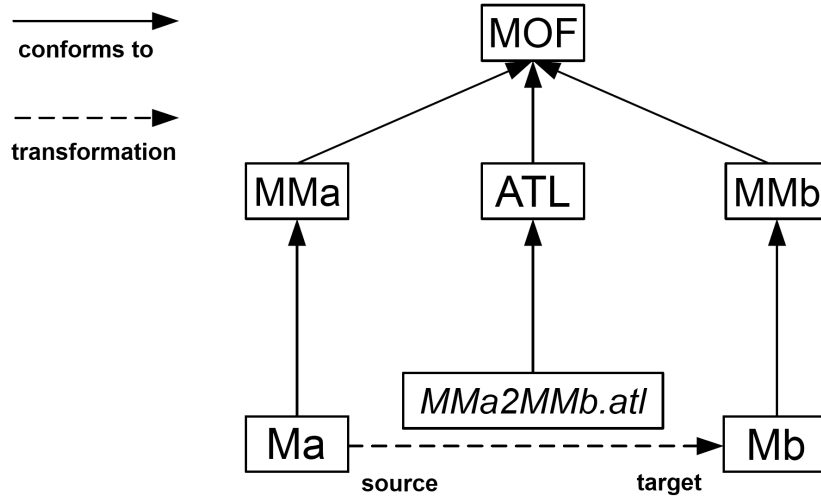 MOF
conforms to
transformation
MMa
ATL
MMb
MMa2MMb.atl
Ma
Mb
source
target